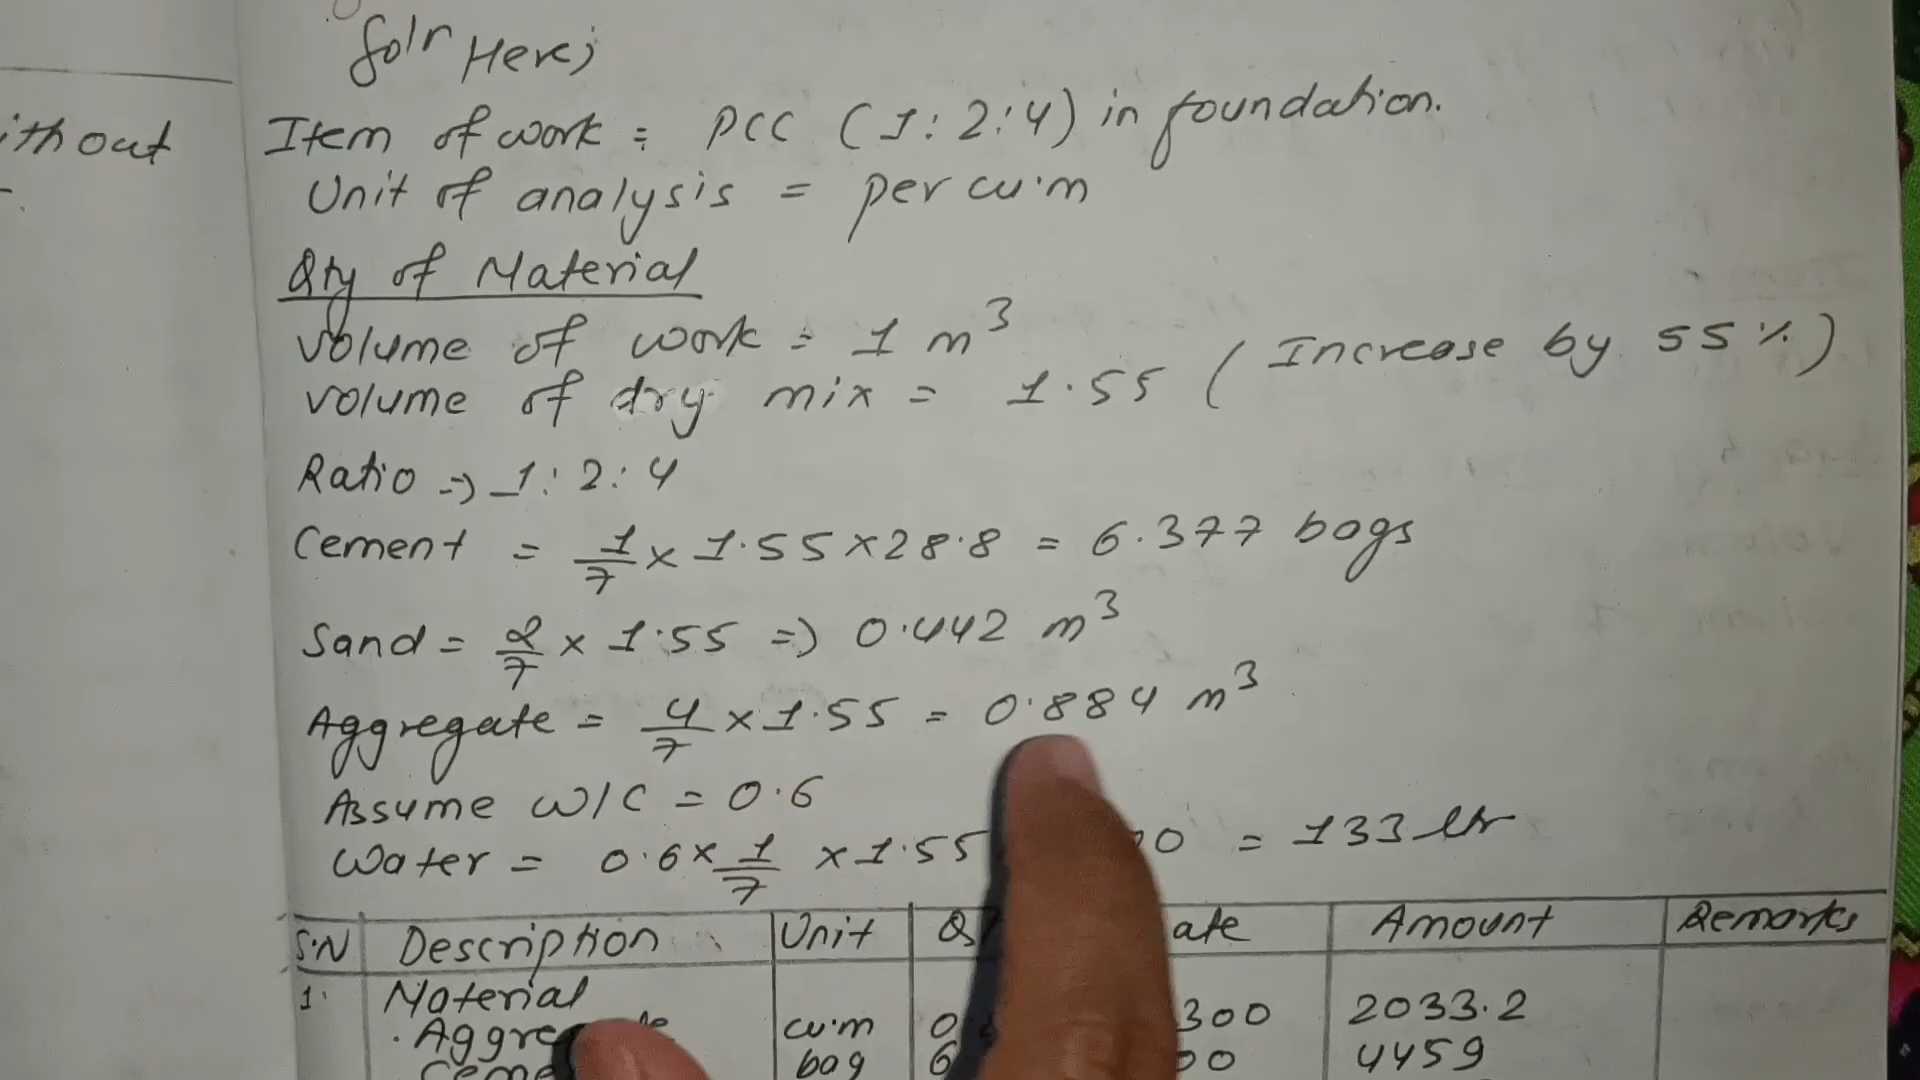 ithout
Soln Here;
Item of work = PCC (1:2:4) in foundation.
Unit of analysis = per cu.m
Qty of Material
Volume of work = 1 m³
volume of dry mix = 1.55 (Increase by 55%)
Ratio => 1:2:4
Cement = 1/7 x 1.55 x 28.8 = 6.377 bags
Sand = 2/7 x 1.55 => 0.442 m³
Aggregate = 4/7 x 1.55 = 0.884 m³
Assume W/C = 0.6
Water = 0.6 x 1/7 x 1.55 = 133 ltr
S.N Description Unit Amount Remarks
1. Material
cu.m 300 2033.2
bag 4459